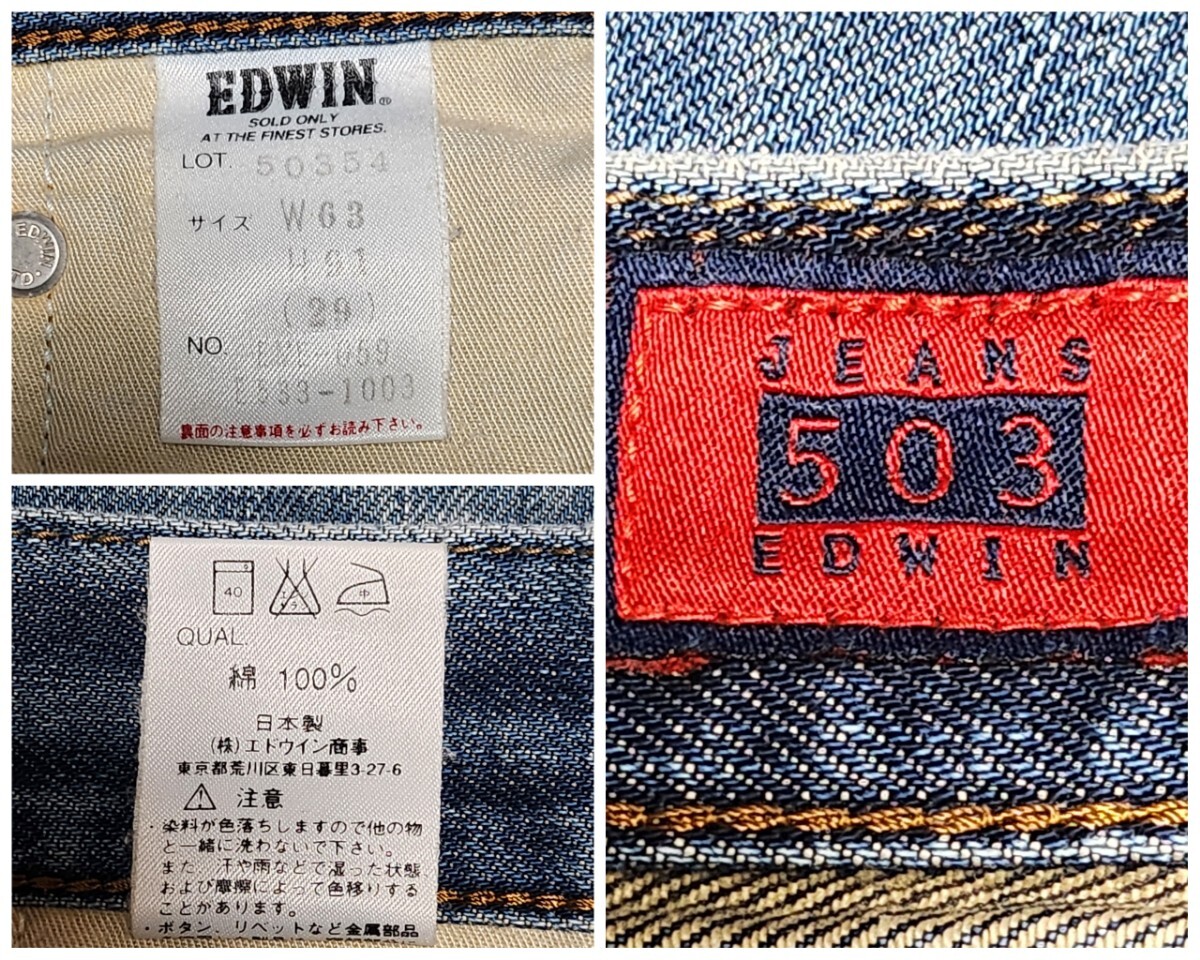 EDWIN®
SOLD ONLY
AT THE FINEST STORES.
LOT. 50354
サイズ W63
H91
(29)
NO.
-1003
裏面の注意事項を必ずお読み下さい。
EDWIN
40
中
QUAL.
綿 100%
日本製
(株)エドウイン商事
東京都荒川区東日暮里3-27-6
注意
・染料が色落ちしますので他の物
と一緒に洗わないで下さい。
また、汗や雨などで湿った状態
および摩擦によって色移りする
ことがあります。
・ボタン、リベットなど金属部品
JEANS
503
EDWIN